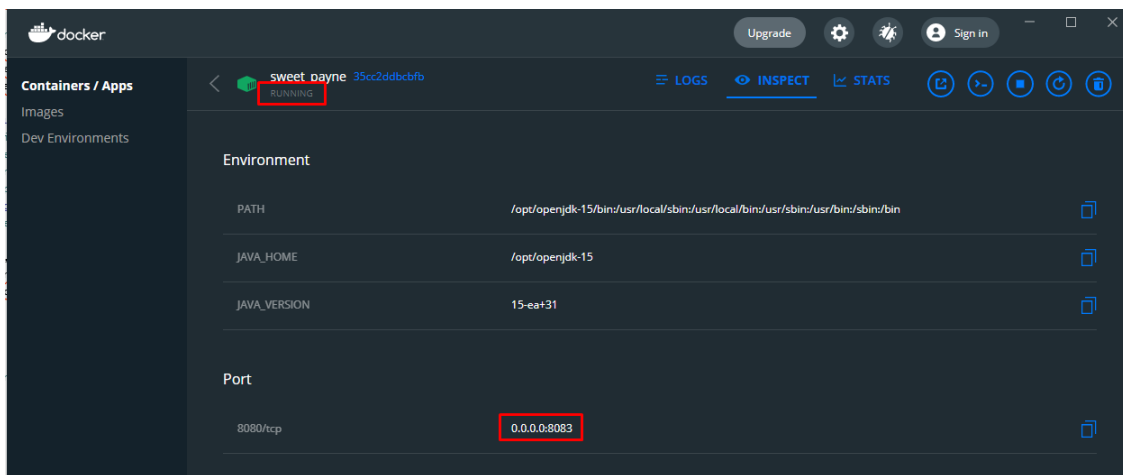 docker
Upgrade
Sign in
Containers / Apps
Images
Dev Environments
sweet_payne 35cc2ddbcbfb
RUNNING
LOGS
INSPECT
STATS
Environment
PATH /opt/openjdk-15/bin:/usr/local/sbin:/usr/local/bin:/usr/sbin:/usr/bin:/sbin:/bin
JAVA_HOME /opt/openjdk-15
JAVA_VERSION 15-ea+31
Port
8080/tcp 0.0.0.0:8083